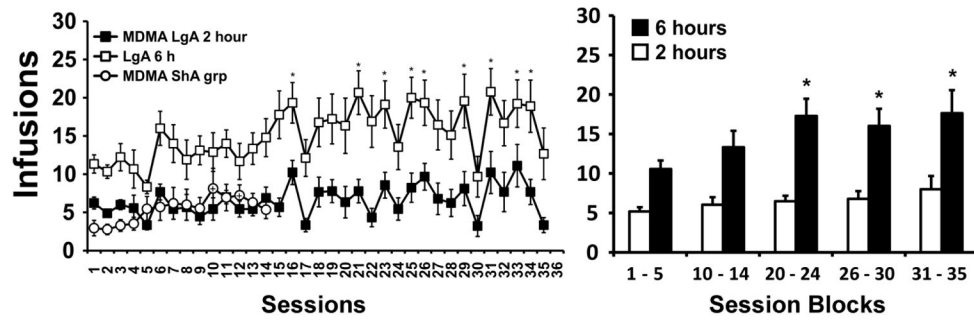 30
25
20
15
10
5
0
Infusions
MDMA LgA 2 hour
LgA 6 h
MDMA ShA grp
* * * * * * * * *
1 2 3 4 5 6 7 8 9 10 11 12 13 14 15 16 17 18 19 20 21 22 23 24 25 26 27 28 29 30 31 32 33 34 35 36
Sessions
30
25
20
15
10
5
0
6 hours
2 hours
* * *
1 - 5 10 - 14 20 - 24 26 - 30 31 - 35
Session Blocks